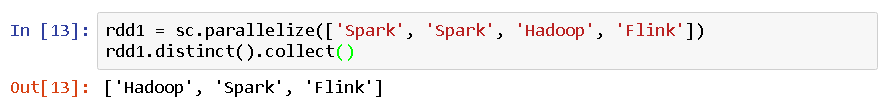 In [13]: rdd1 = sc.parallelize(['Spark', 'Spark', 'Hadoop', 'Flink'])
rdd1.distinct().collect()
Out[13]: ['Hadoop', 'Spark', 'Flink']